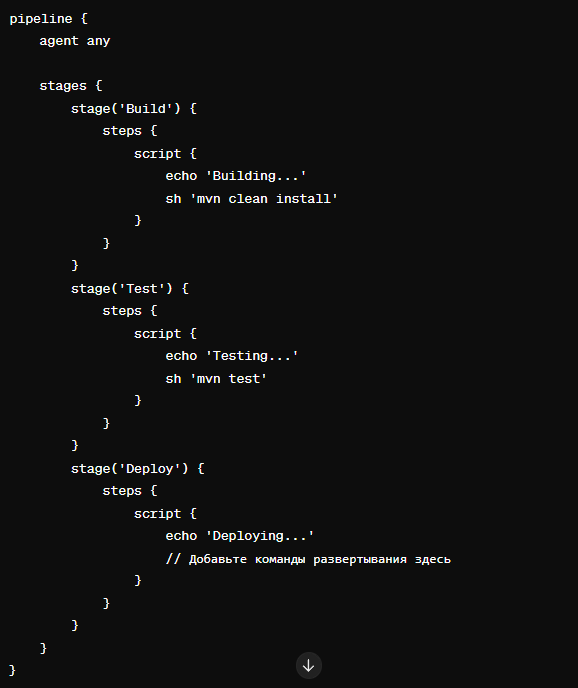 pipeline {
    agent any

    stages {
        stage('Build') {
            steps {
                script {
                    echo 'Building...'
                    sh 'mvn clean install'
                }
            }
        }
        stage('Test') {
            steps {
                script {
                    echo 'Testing...'
                    sh 'mvn test'
                }
            }
        }
        stage('Deploy') {
            steps {
                script {
                    echo 'Deploying...'
                    // Добавьте команды развертывания здесь
                }
            }
        }
    }
}